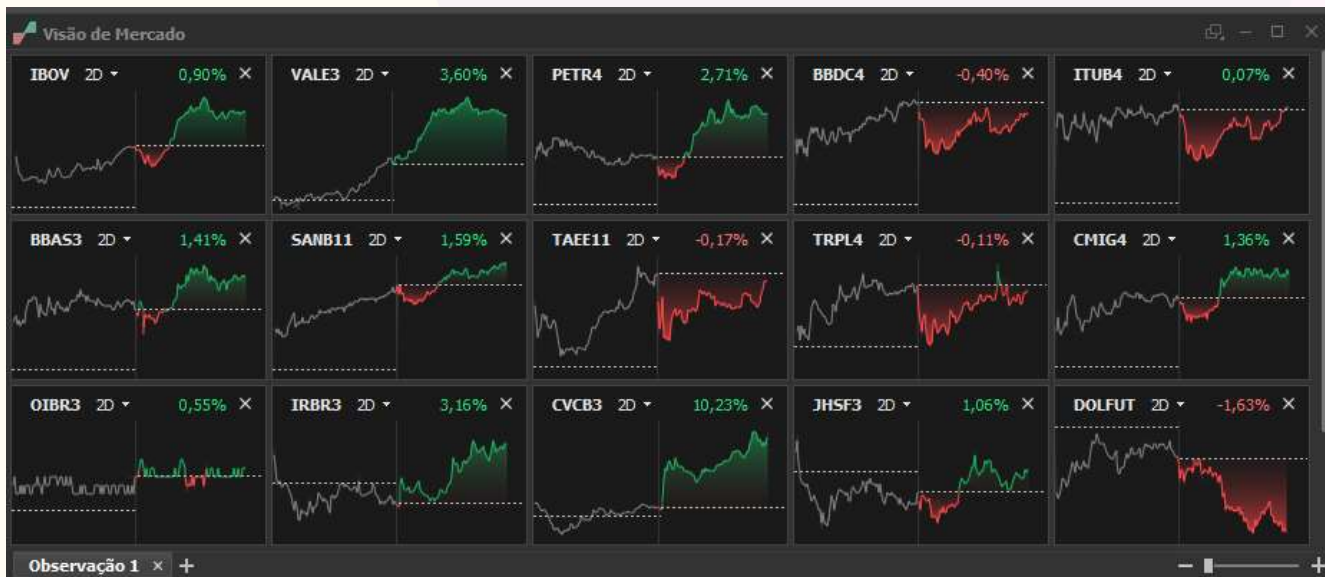 Visão de Mercado
IBOV 2D 0,90% VALE3 2D 3,60% PETR4 2D 2,71% BBDC4 2D -0,40% ITUB4 2D 0,07%
BBAS3 2D 1,41% SANB11 2D 1,59% TAEE11 2D -0,17% TRPL4 2D -0,11% CMIG4 2D 1,36%
OIBR3 2D 0,55% IRBR3 2D 3,16% CVCB3 2D 10,23% JHSF3 2D 1,06% DOLFUT 2D -1,63%
Observação 1